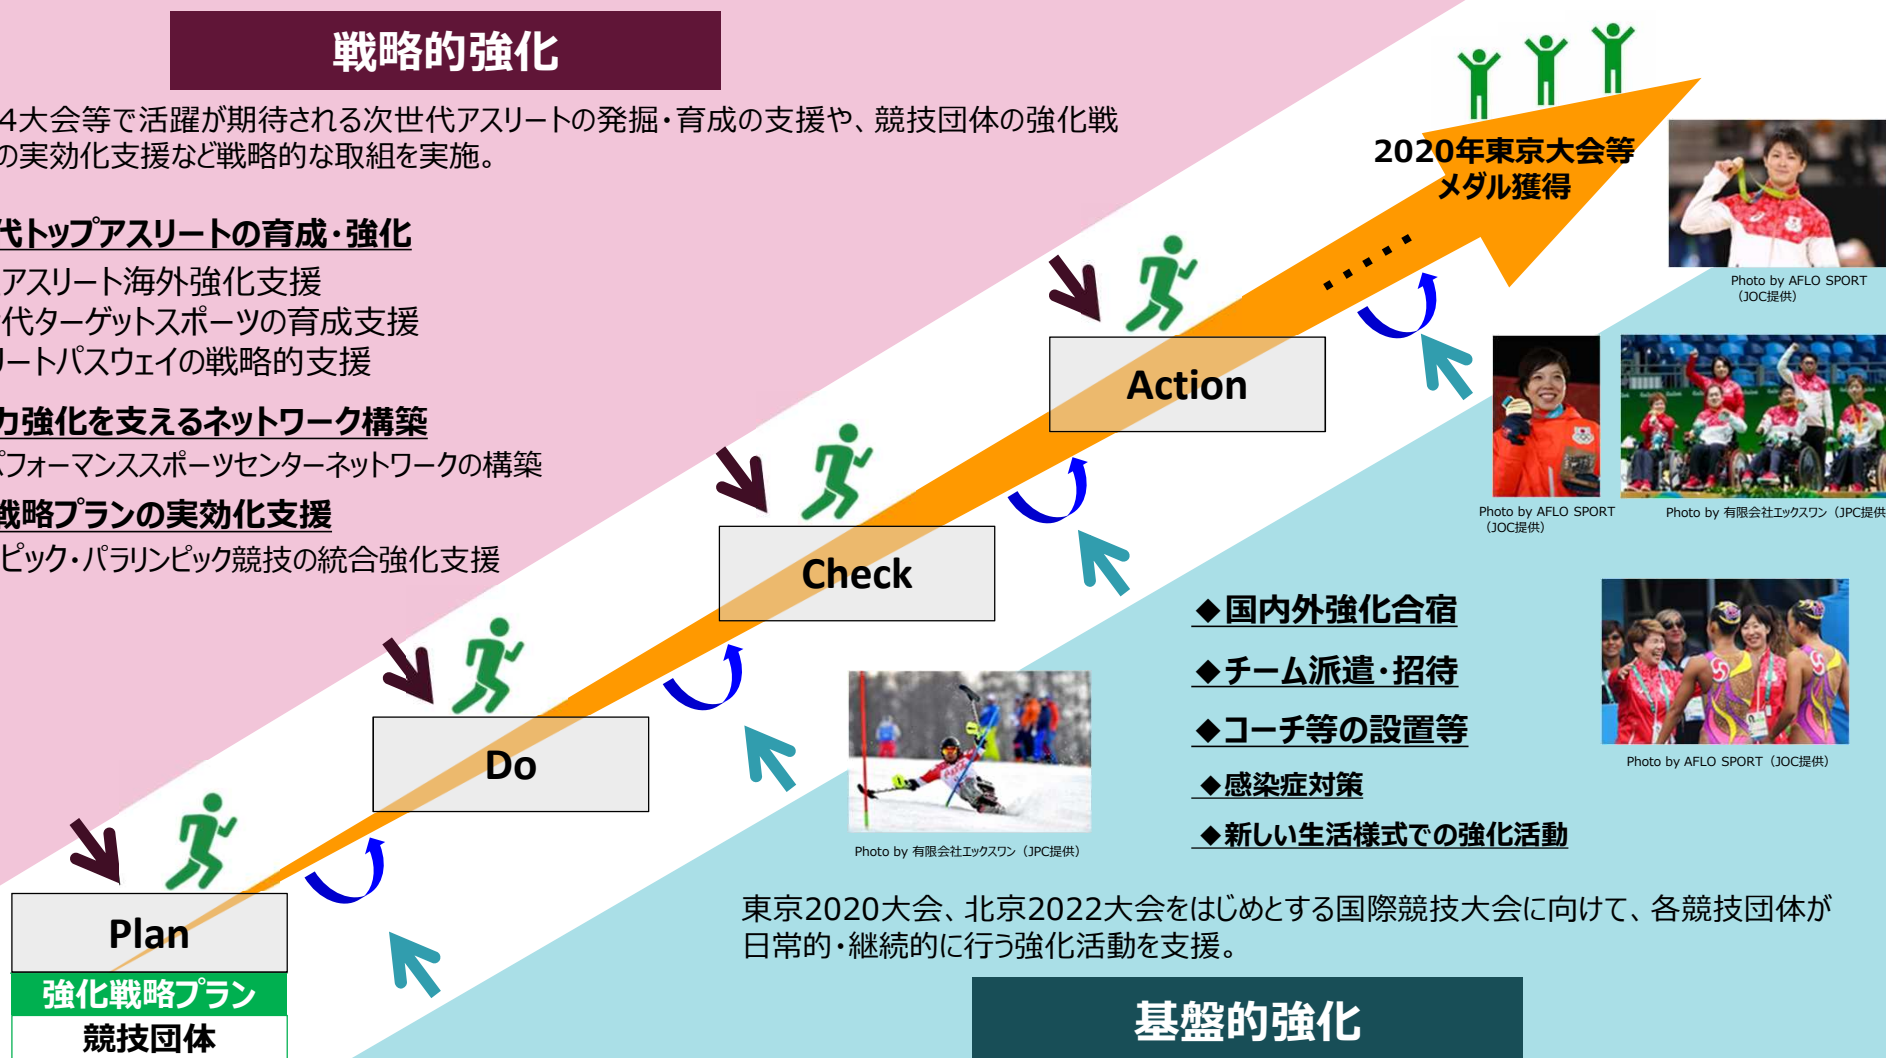 戦略的強化
4大会等で活躍が期待される次世代アスリートの発掘・育成の支援や、競技団体の強化戦
の実効化支援など戦略的な取組を実施。
代トップアスリートの育成・強化
アスリート海外強化支援
代ターゲットスポーツの育成支援
リートパスウェイの戦略的支援
力強化を支えるネットワーク構築
パフォーマンススポーツセンターネットワークの構築
戦略プランの実効化支援
ピック・パラリンピック競技の統合強化支援
2020年東京大会等
メダル獲得
Photo by AFLO SPORT
（JOC提供）
Action
Photo by AFLO SPORT
（JOC提供）
Photo by 有限会社エックスワン（JPC提供
Check
◆国内外強化合宿
◆チーム派遣・招待
◆コーチ等の設置等
◆感染症対策
◆新しい生活様式での強化活動
Photo by AFLO SPORT（JOC提供）
Do
Photo by 有限会社エックスワン（JPC提供）
Plan
強化戦略プラン
競技団体
東京2020大会、北京2022大会をはじめとする国際競技大会に向けて、各競技団体が
日常的・継続的に行う強化活動を支援。
基盤的強化